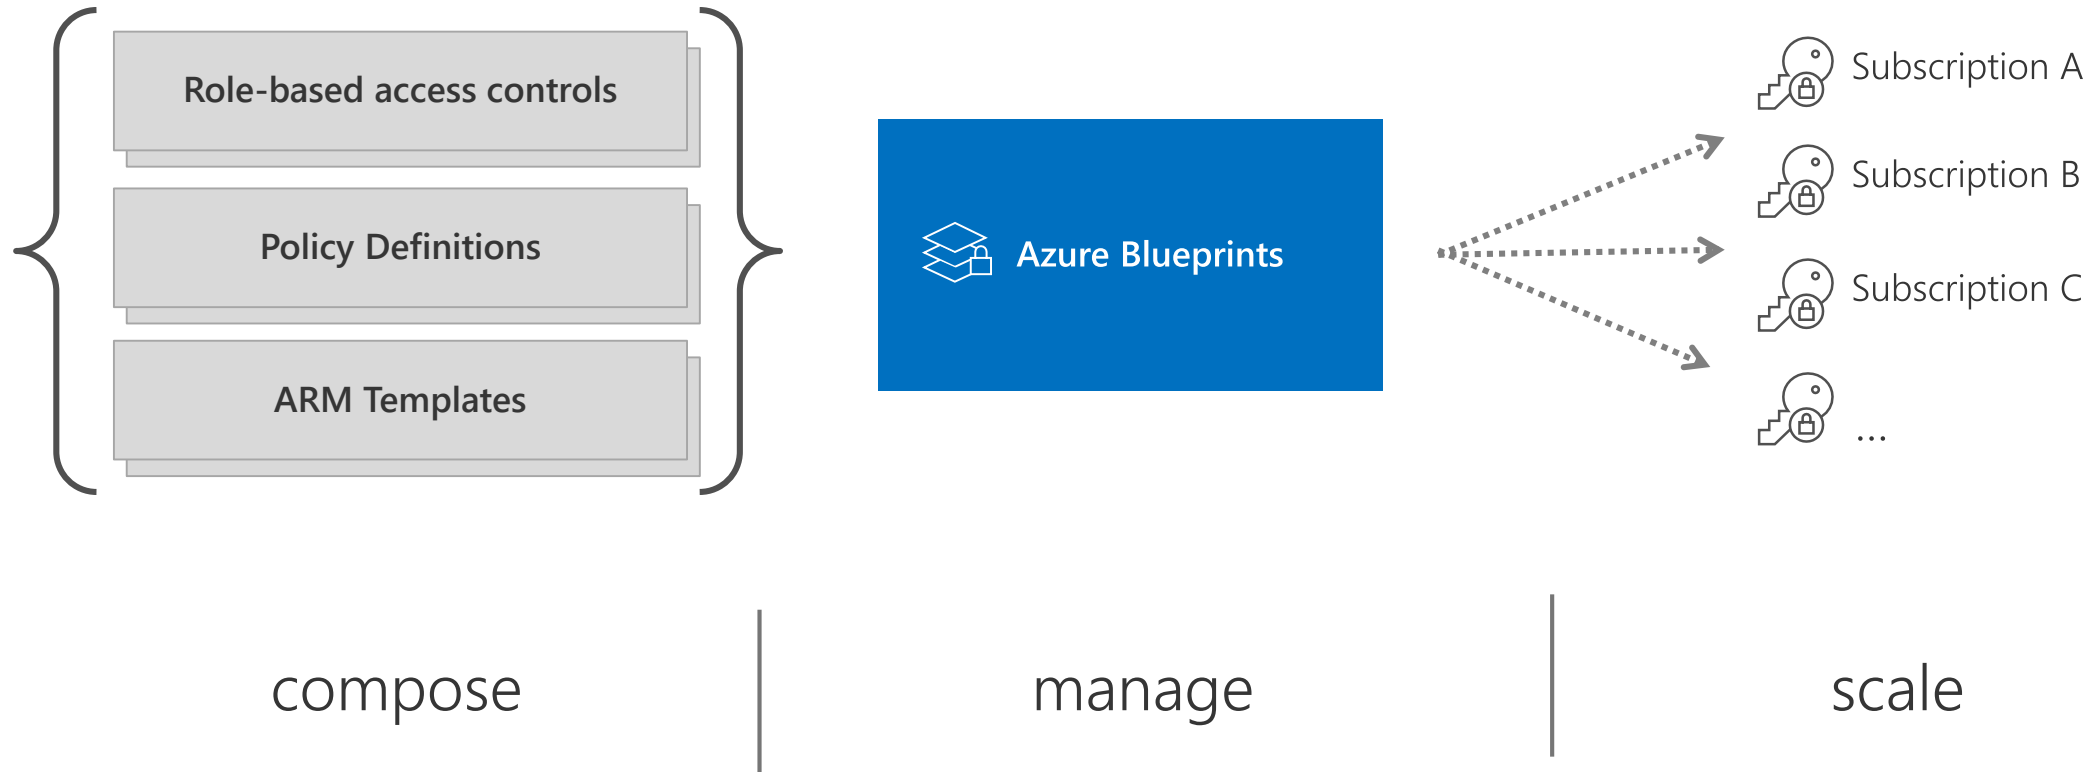 Role-based access controls
Policy Definitions
ARM Templates
Azure Blueprints
Subscription A
Subscription B
Subscription C
...
compose
manage
scale